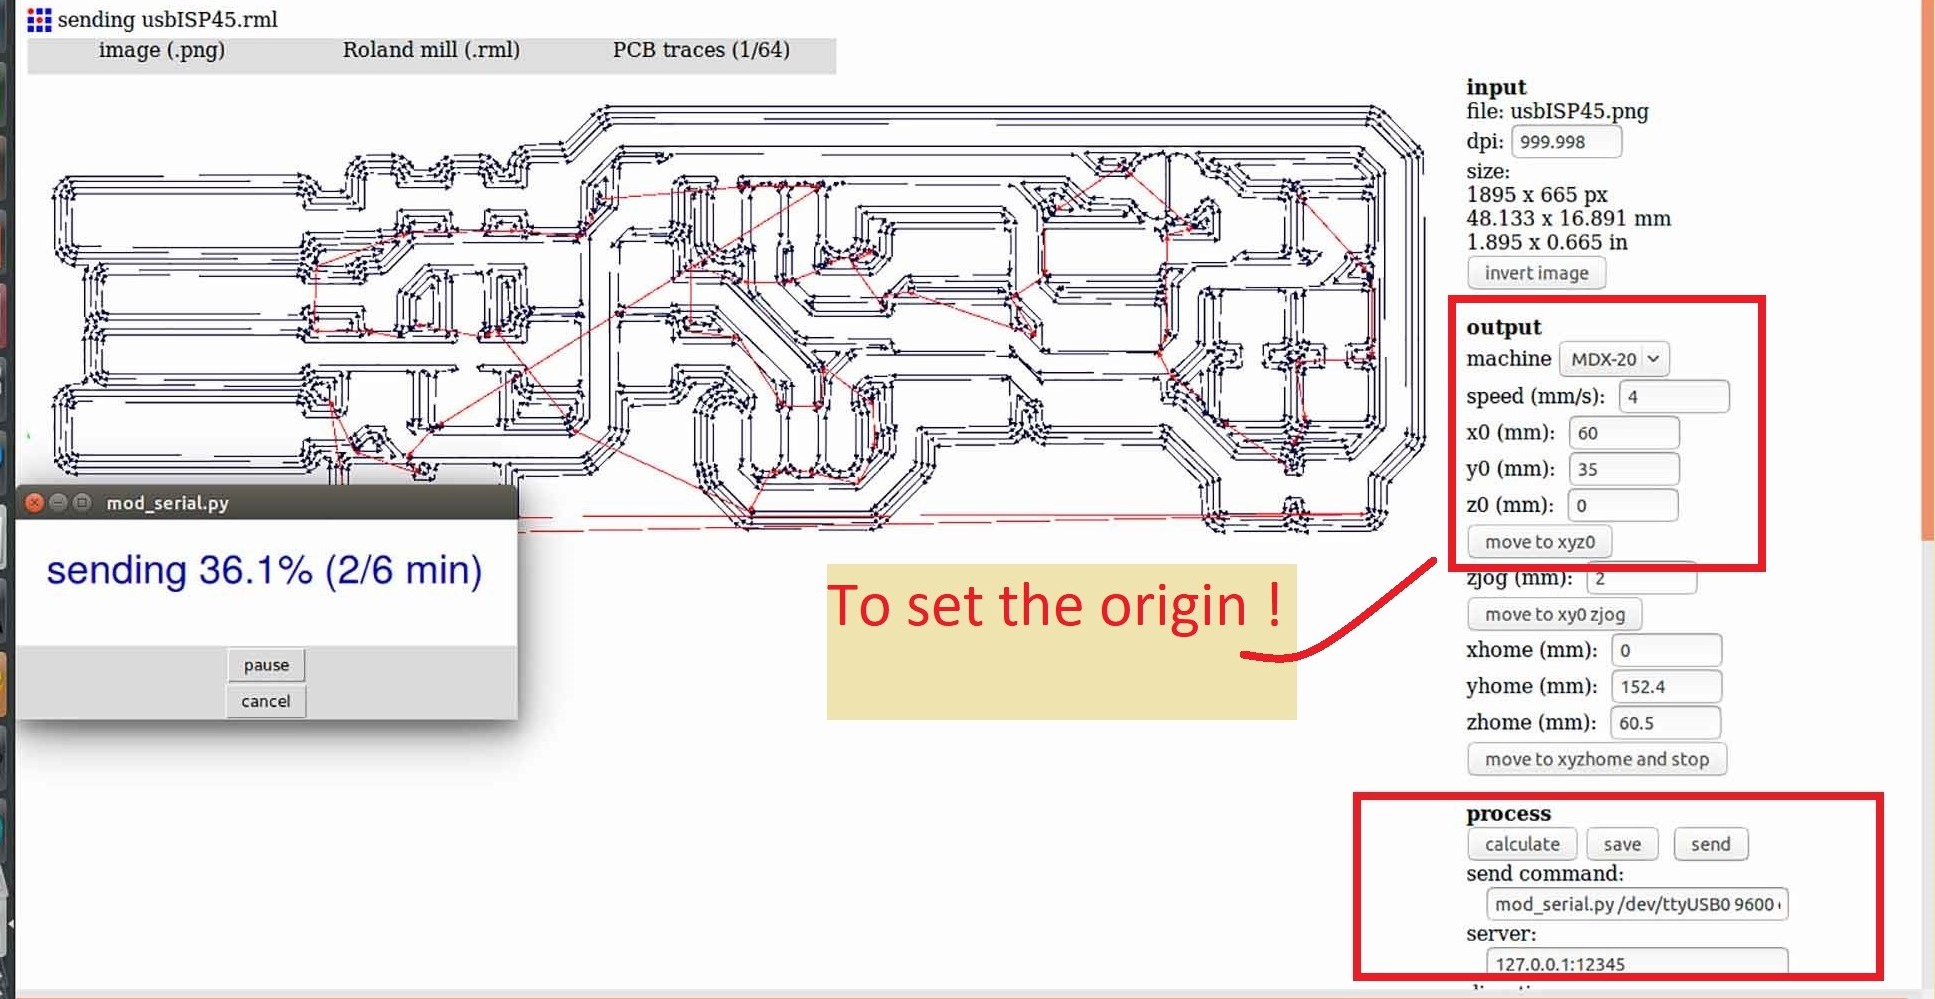 sending usbISP45.rml
image (.png) Roland mill (.rml) PCB traces (1/64)
input
file: usbISP45.png
dpi: 999.998
size:
1895 x 665 px
48.133 x 16.891 mm
1.895 x 0.665 in
invert image
output
machine MDX-20
speed (mm/s): 4
x0 (mm): 60
y0 (mm): 35
z0 (mm): 0
move to xyz0
zjog (mm): 2
move to xy0 zjog
xhome (mm): 0
yhome (mm): 152.4
zhome (mm): 60.5
move to xyzhome and stop
process
calculate save send
send command:
mod_serial.py /dev/ttyUSB0 9600
server:
127.0.0.1:12345
mod_serial.py
sending 36.1% (2/6 min)
pause
cancel
To set the origin !